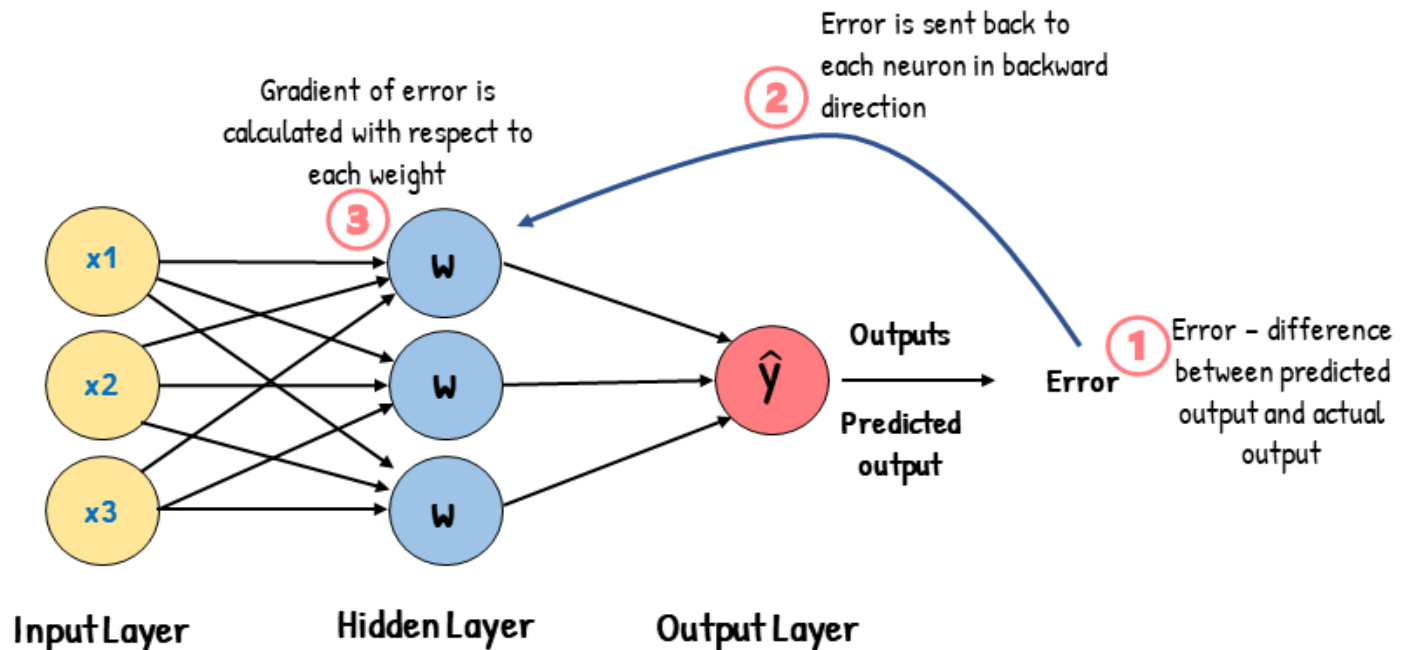 Error is sent back to
each neuron in backward
direction
2
Gradient of error is
calculated with respect to
each weight
3
x1
w
x2
w
x3
w
ŷ
Outputs
Predicted
output
Error
1
Error - difference
between predicted
output and actual
output
Input Layer
Hidden Layer
Output Layer